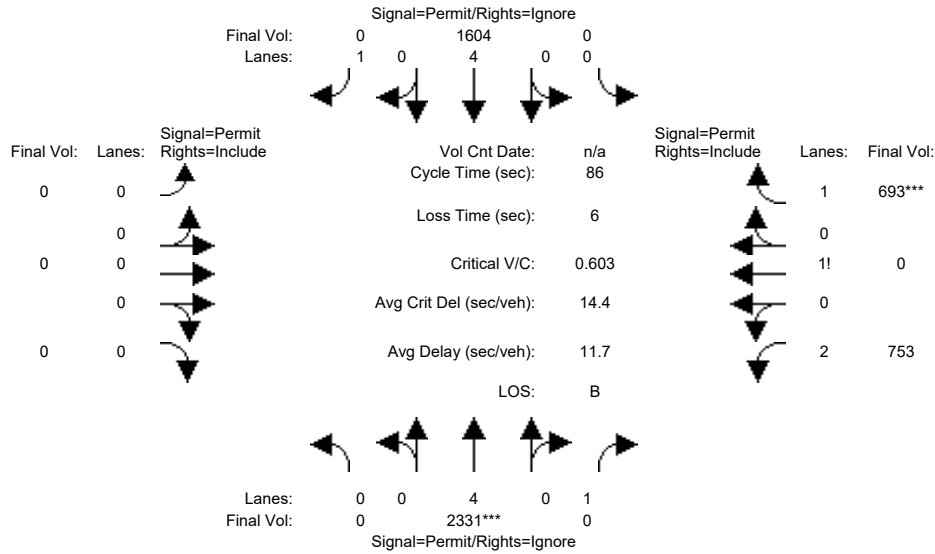 Signal=Permit/Rights=Ignore
Final Vol: 0 1604 0
Lanes: 1 0 4 0 0
Signal=Permit
Final Vol: Lanes: Rights=Include
Vol Cnt Date: n/a
Signal=Permit
Rights=Include Lanes: Final Vol:
Cycle Time (sec): 86
0 0
1 693***
Loss Time (sec): 6
0
0
0 0
Critical V/C: 0.603
1! 0
0
Avg Crit Del (sec/veh): 14.4
0
0 0
Avg Delay (sec/veh): 11.7
2 753
LOS: B
Lanes: 0 0 4 0 1
Final Vol: 0 2331*** 0
Signal=Permit/Rights=Ignore